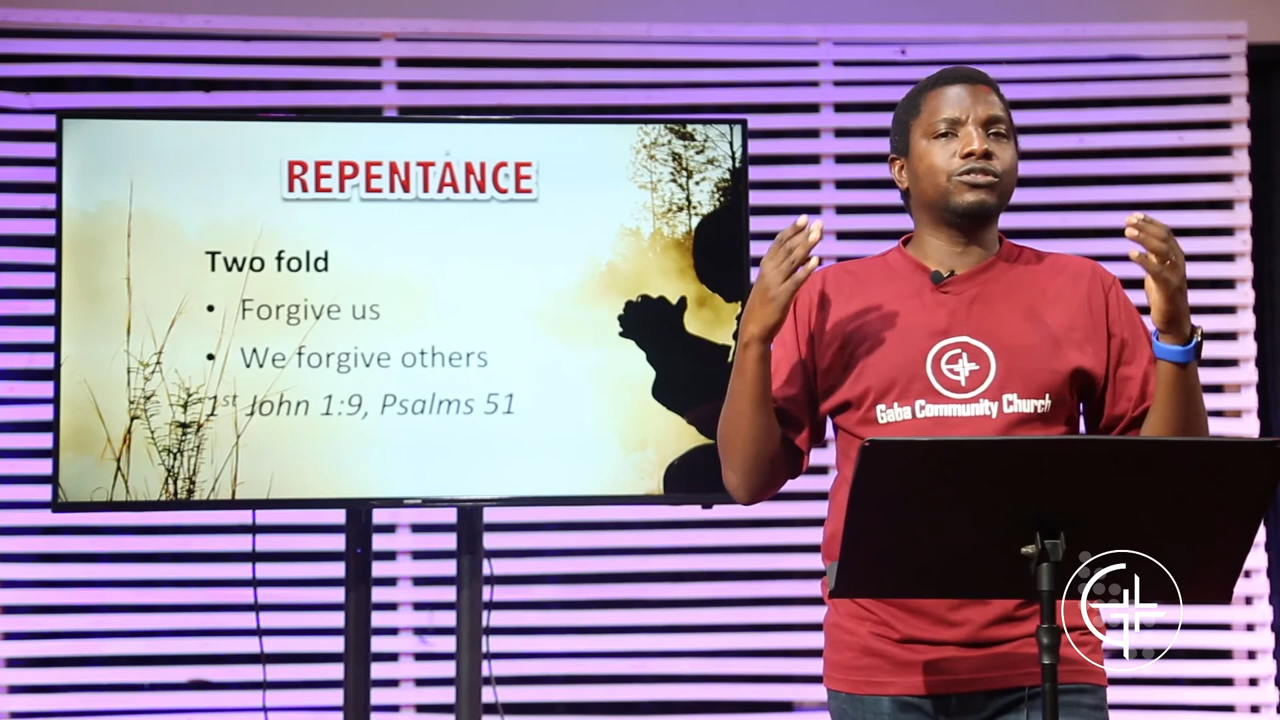 REPENTANCE
Two fold
• Forgive us
• We forgive others
1st John 1:9, Psalms 51
Gaba Community Church